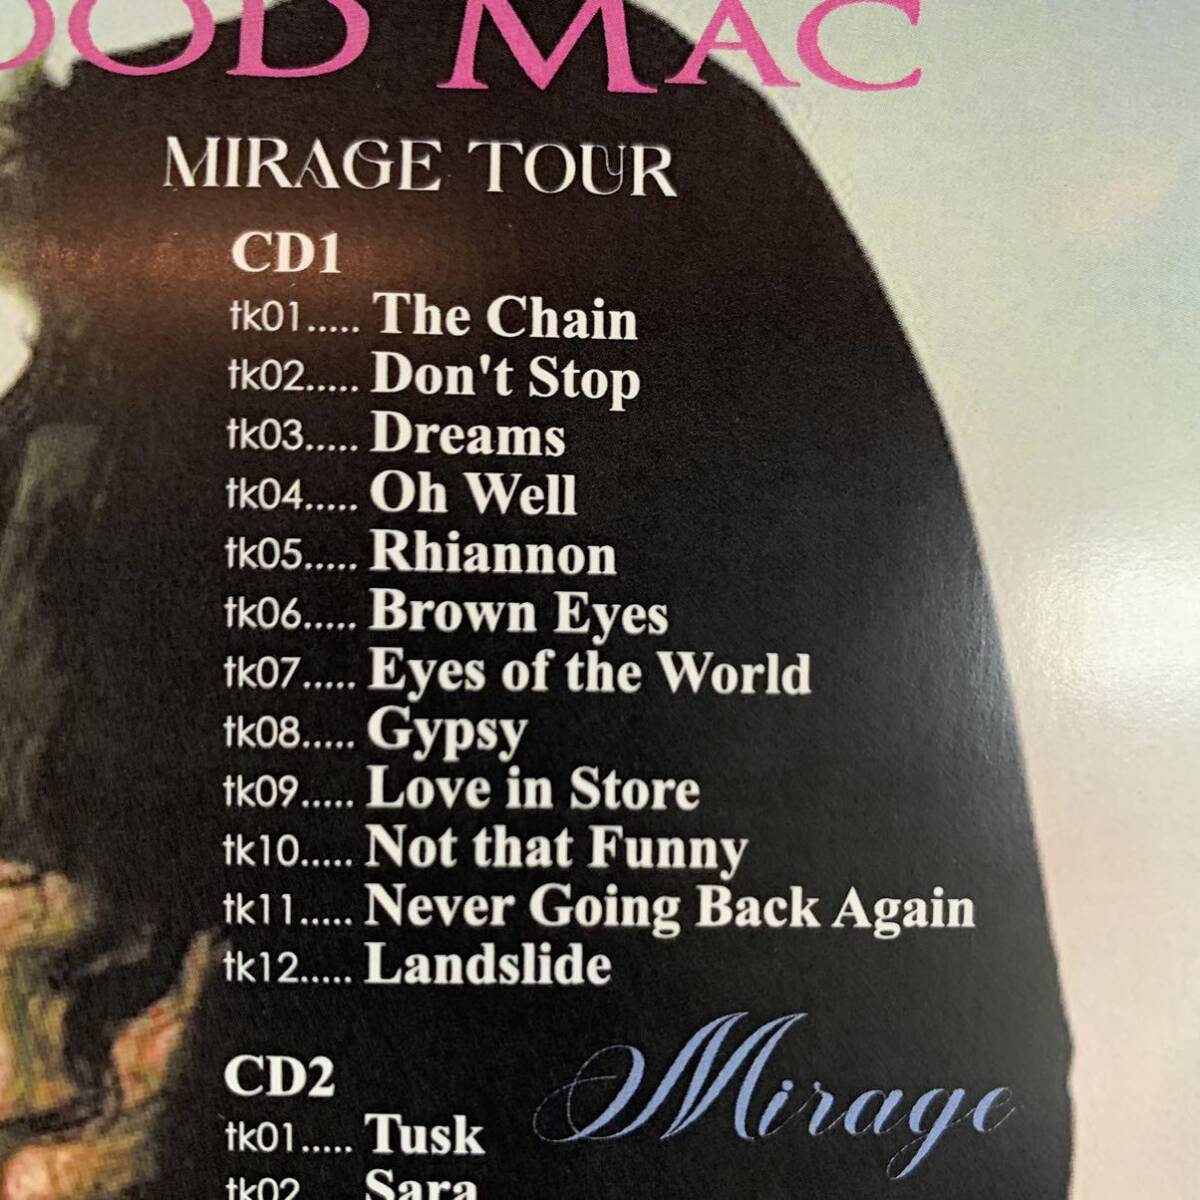 OOD MAC
MIRAGE TOUR
CD1
tk01..... The Chain
tk02..... Don't Stop
tk03..... Dreams
tk04..... Oh Well
tk05..... Rhiannon
tk06..... Brown Eyes
tk07..... Eyes of the World
tk08..... Gypsy
tk09..... Love in Store
tk10..... Not that Funny
tk11..... Never Going Back Again
tk12..... Landslide
Mirage
CD2
tk01..... Tusk
tk02 Sara